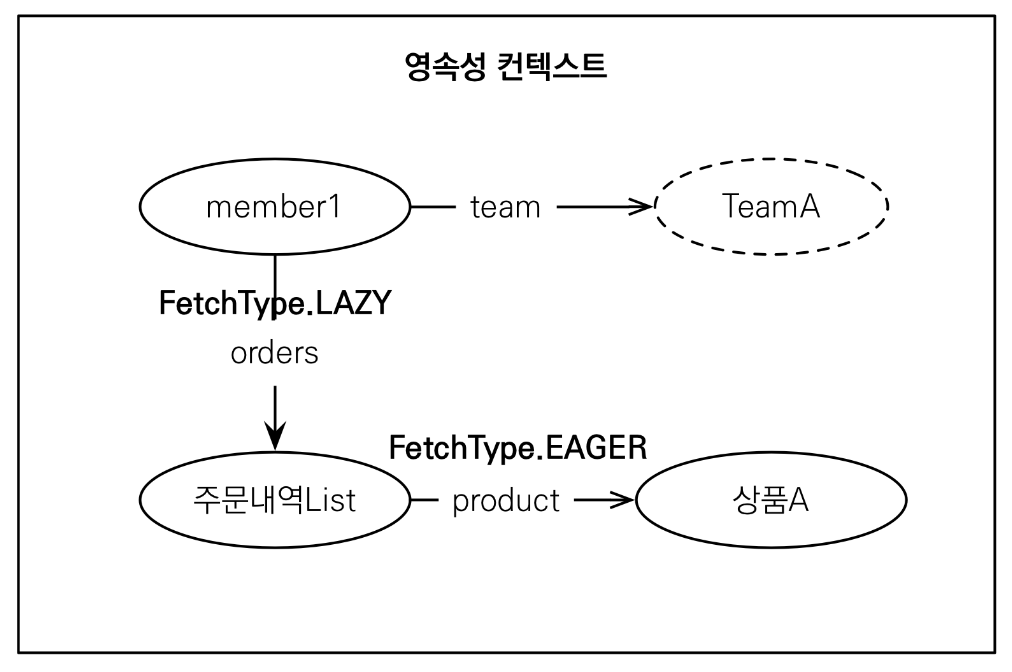 영속성 컨텍스트
member1
team
TeamA
FetchType.LAZY
orders
FetchType.EAGER
주문내역List
product
상품A